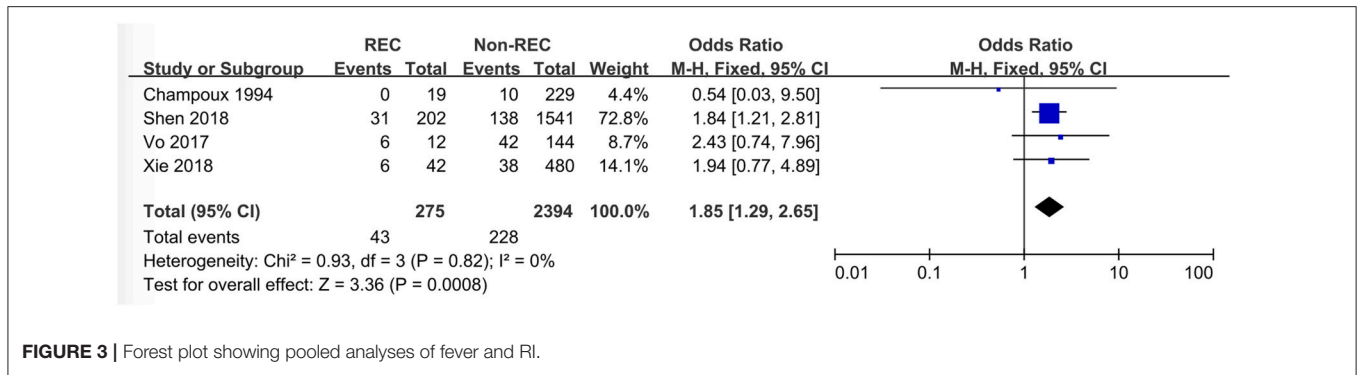 REC Non-REC Odds Ratio Odds Ratio
Study or Subgroup Events Total Events Total Weight M-H, Fixed, 95% CI M-H, Fixed, 95% CI
Champoux 1994 0 19 10 229 4.4% 0.54 [0.03, 9.50]
Shen 2018 31 202 138 1541 72.8% 1.84 [1.21, 2.81]
Vo 2017 6 12 42 144 8.7% 2.43 [0.74, 7.96]
Xie 2018 6 42 38 480 14.1% 1.94 [0.77, 4.89]
Total (95% CI) 275 2394 100.0% 1.85 [1.29, 2.65]
Total events 43 228
Heterogeneity: Chi² = 0.93, df = 3 (P = 0.82); I² = 0%
Test for overall effect: Z = 3.36 (P = 0.0008)
0.01 0.1 1 10 100
FIGURE 3 | Forest plot showing pooled analyses of fever and RI.